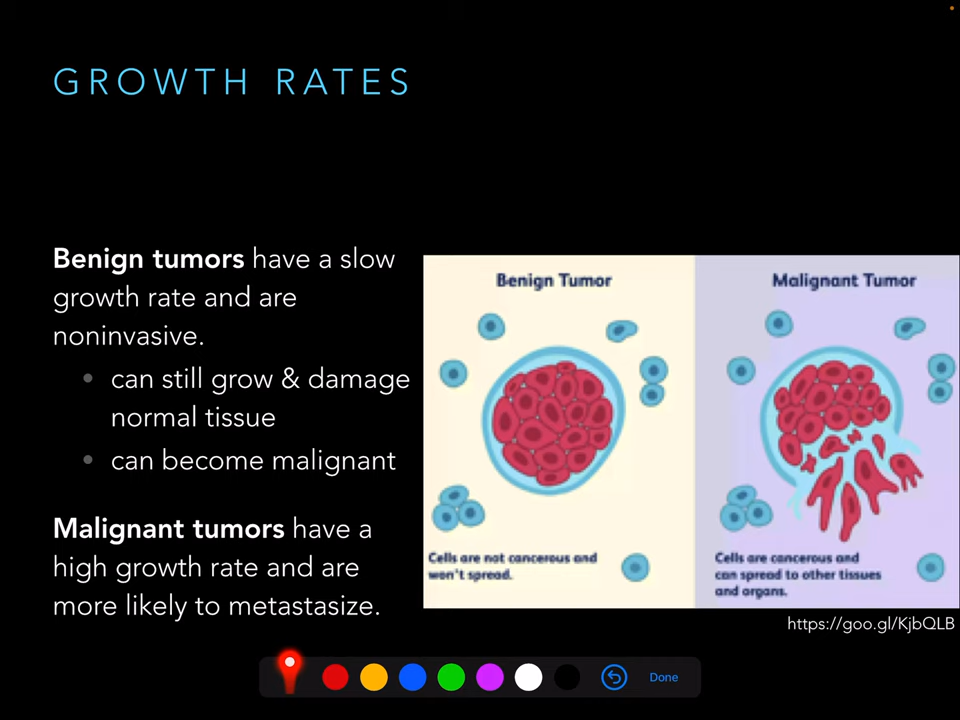 GROWTH RATES
Benign tumors have a slow
growth rate and are
noninvasive.
• can still grow & damage
normal tissue
• can become malignant
Malignant tumors have a
high growth rate and are
more likely to metastasize.
Benign Tumor
Cells are not cancerous and
won't spread.
Malignant Tumor
Cells are cancerous and
can spread to other tissues
and organs.
https://goo.gl/KjbQLB
Done